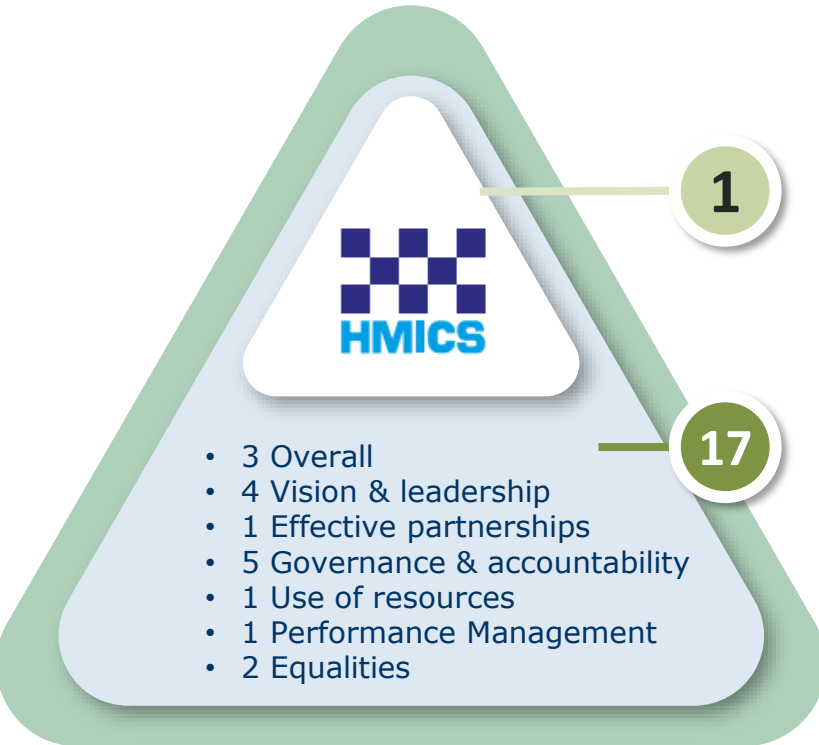 1
HMICS
17
• 3 Overall
• 4 Vision & leadership
• 1 Effective partnerships
• 5 Governance & accountability
• 1 Use of resources
• 1 Performance Management
• 2 Equalities